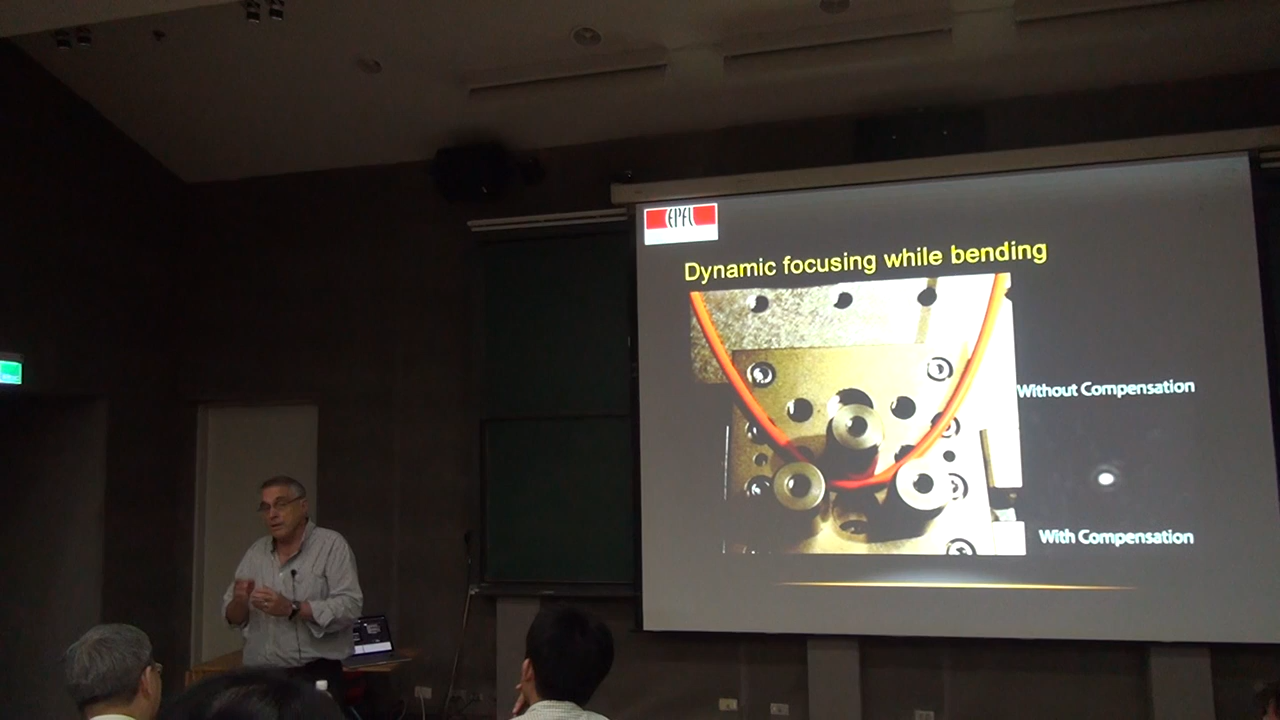 EPFL
Dynamic focusing while bending
Without Compensation
With Compensation